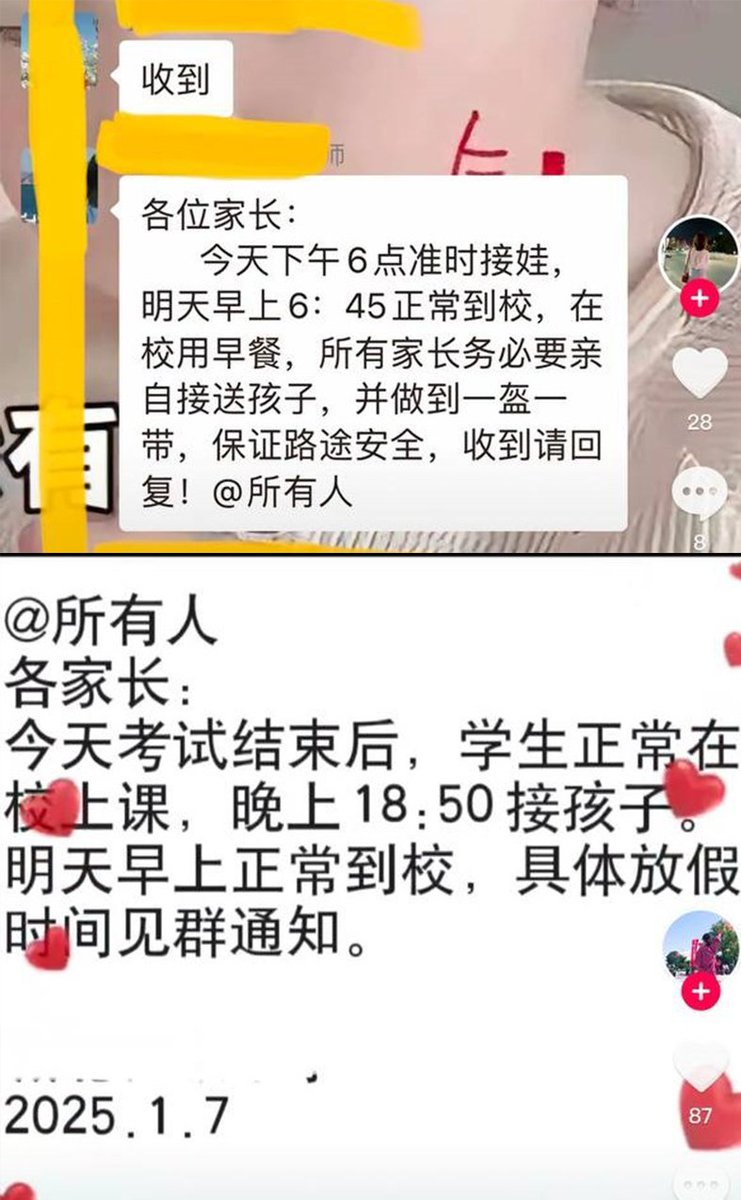 收到
师
各位家长：
今天下午6点准时接娃，
明天早上6：45正常到校，在
校用早餐，所有家长务必要亲
自接送孩子，并做到一盔一
带，保证路途安全，收到请回
复！@所有人
有
28
8
@所有人
各家长：
今天考试结束后，学生正常在
校上课，晚上18:50接孩子。
明天早上正常到校，具体放假
时间见群通知。
2025.1.7
87